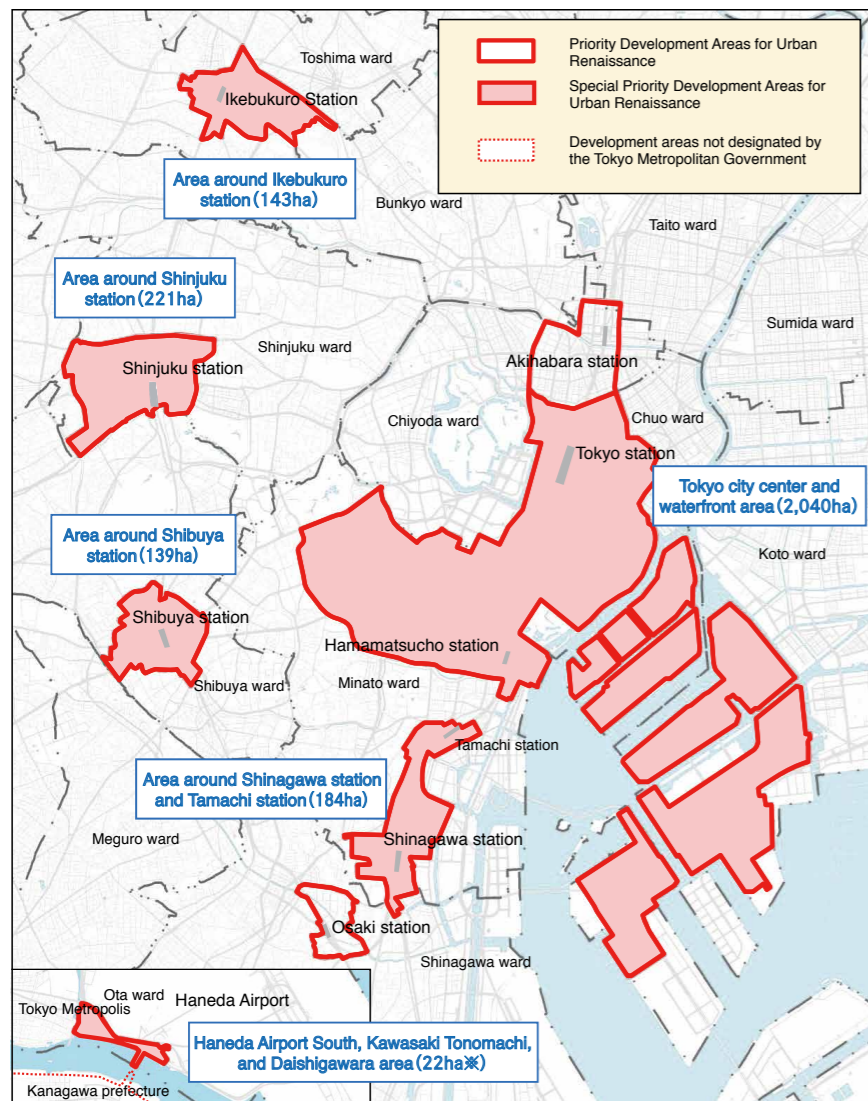 Priority Development Areas for Urban
Renaissance
Special Priority Development Areas for
Urban Renaissance
Development areas not designated by
the Tokyo Metropolitan Government
Toshima ward
Ikebukuro Station
Area around Ikebukuro
station(143ha)
Bunkyo ward
Taito ward
Area around Shinjuku
station(221ha)
Sumida ward
Shinjuku ward
Akihabara station
Shinjuku station
Chiyoda ward
Chuo ward
Tokyo station
Tokyo city center and
waterfront area(2,040ha)
Area around Shibuya
station(139ha)
Koto ward
Shibuya station
Hamamatsucho station
Shibuya ward
Minato ward
Tamachi station
Area around Shinagawa station
and Tamachi station(184ha)
Meguro ward
Shinagawa station
Osaki station
Shinagawa ward
Ota ward
Haneda Airport
Tokyo Metropolis
Haneda Airport South, Kawasaki Tonomachi,
and Daishigawara area(22ha※)
Kanagawa prefecture